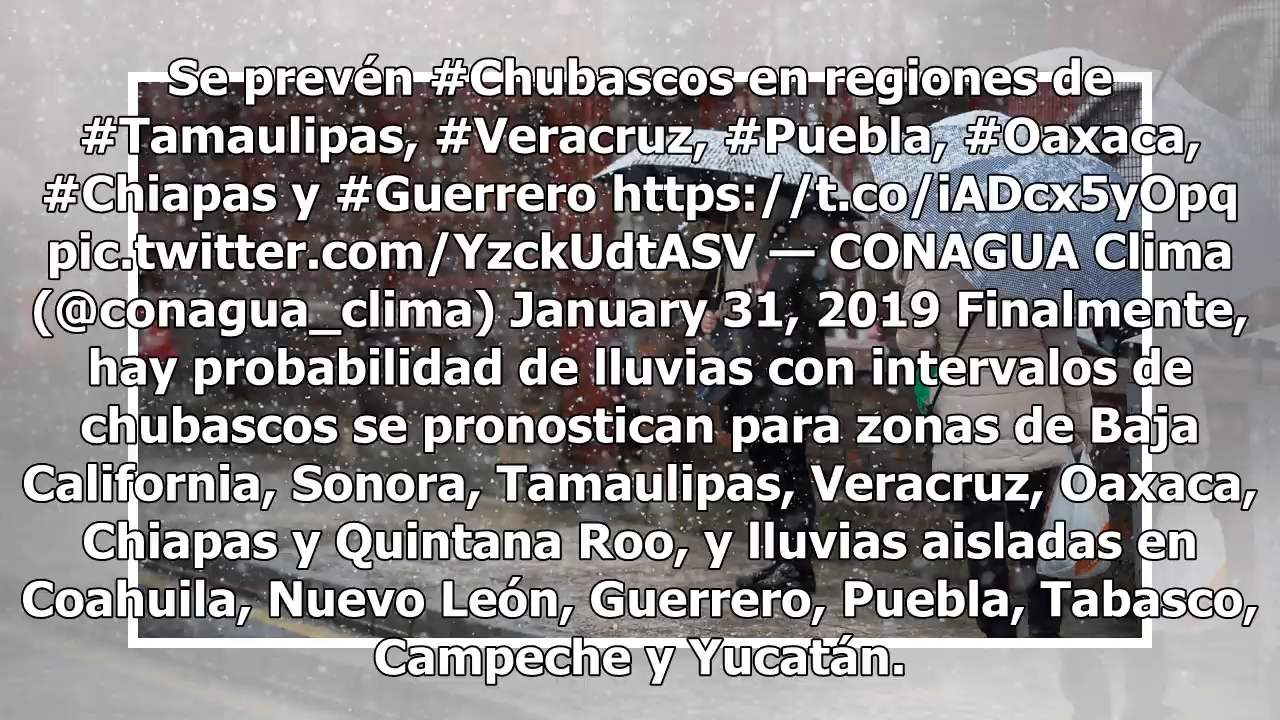 Se prevén #Chubascos en regiones de
#Tamaulipas, #Veracruz, #Puebla, #Oaxaca,
#Chiapas y #Guerrero https://t.co/iADcx5yOpq
pic.twitter.com/YzckUdtASV — CONAGUA Clima
(@conagua_clima) January 31, 2019 Finalmente,
hay probabilidad de lluvias con intervalos de
chubascos se pronostican para zonas de Baja
California, Sonora, Tamaulipas, Veracruz, Oaxaca,
Chiapas y Quintana Roo, y lluvias aisladas en
Coahuila, Nuevo León, Guerrero, Puebla, Tabasco,
Campeche y Yucatán.